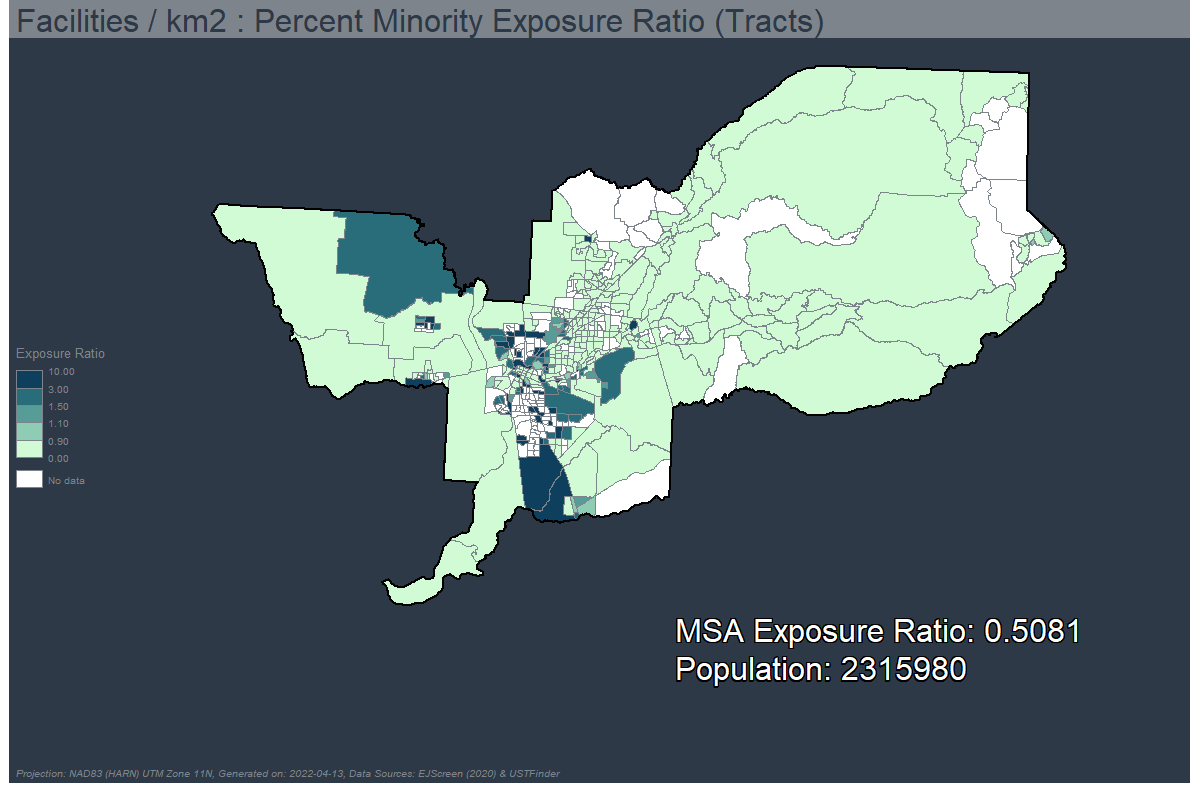 Facilities / km2 : Percent Minority Exposure Ratio (Tracts)
Exposure Ratio
10.00
3.00
1.50
1.10
0.90
0.00
No data
MSA Exposure Ratio: 0.5081
Population: 2315980
Projection: NAD83 (HARN) UTM Zone 11N, Generated on: 2022-04-13, Data Sources: EJScreen (2020) & USTFinder